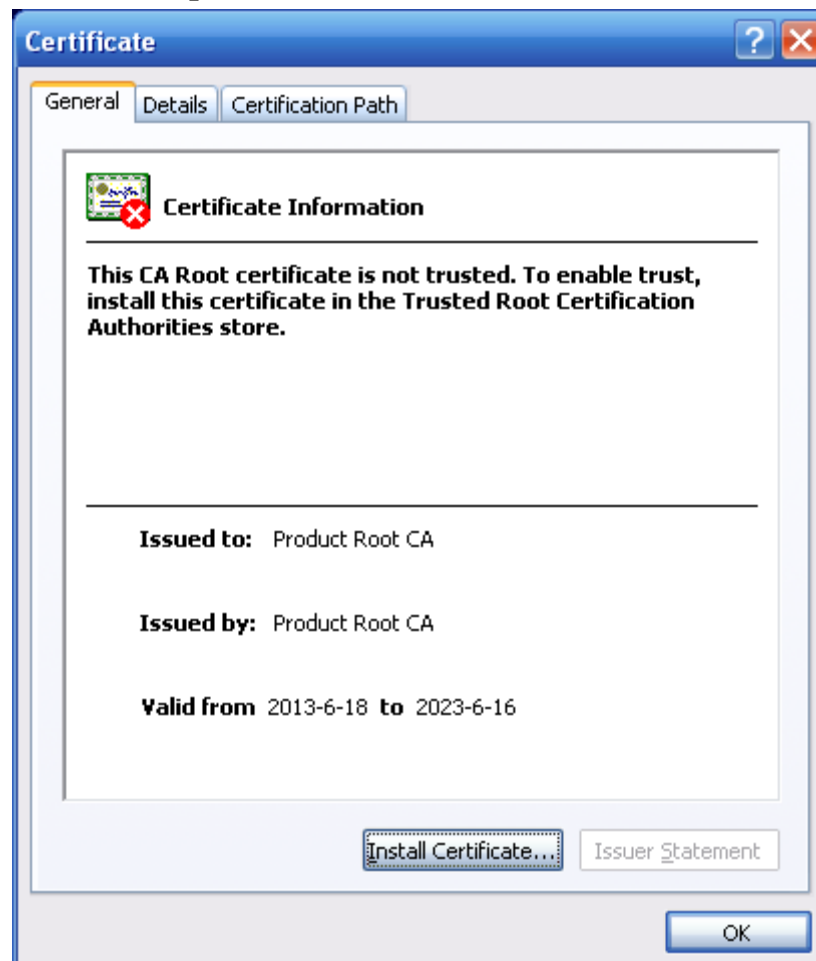 Certificate
General Details Certification Path
Certificate Information
This CA Root certificate is not trusted. To enable trust,
install this certificate in the Trusted Root Certification
Authorities store.
Issued to: Product Root CA
Issued by: Product Root CA
Valid from 2013-6-18 to 2023-6-16
Install Certificate... Issuer Statement
OK